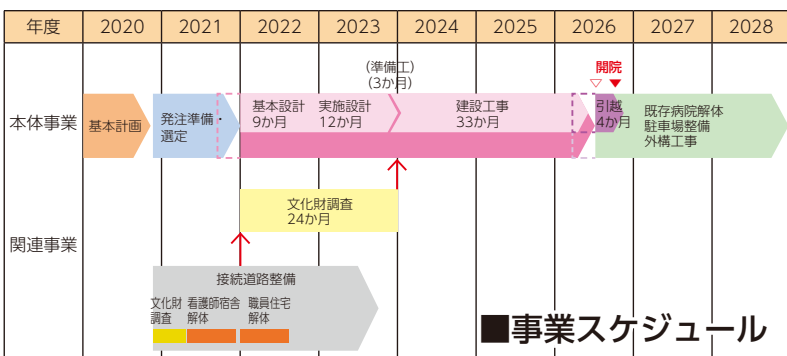 年度 2020 2021 2022 2023 2024 2025 2026 2027 2028
(準備工)
(3か月)
開院
本体事業
基本計画
発注準備・
選定
基本設計
9か月
実施設計
12か月
建設工事
33か月
引越
4か月
既存病院解体
駐車場整備
外構工事
関連事業
文化財調査
24か月
接続道路整備
文化財
調査
看護師宿舎
解体
職員住宅
解体
■事業スケジュール